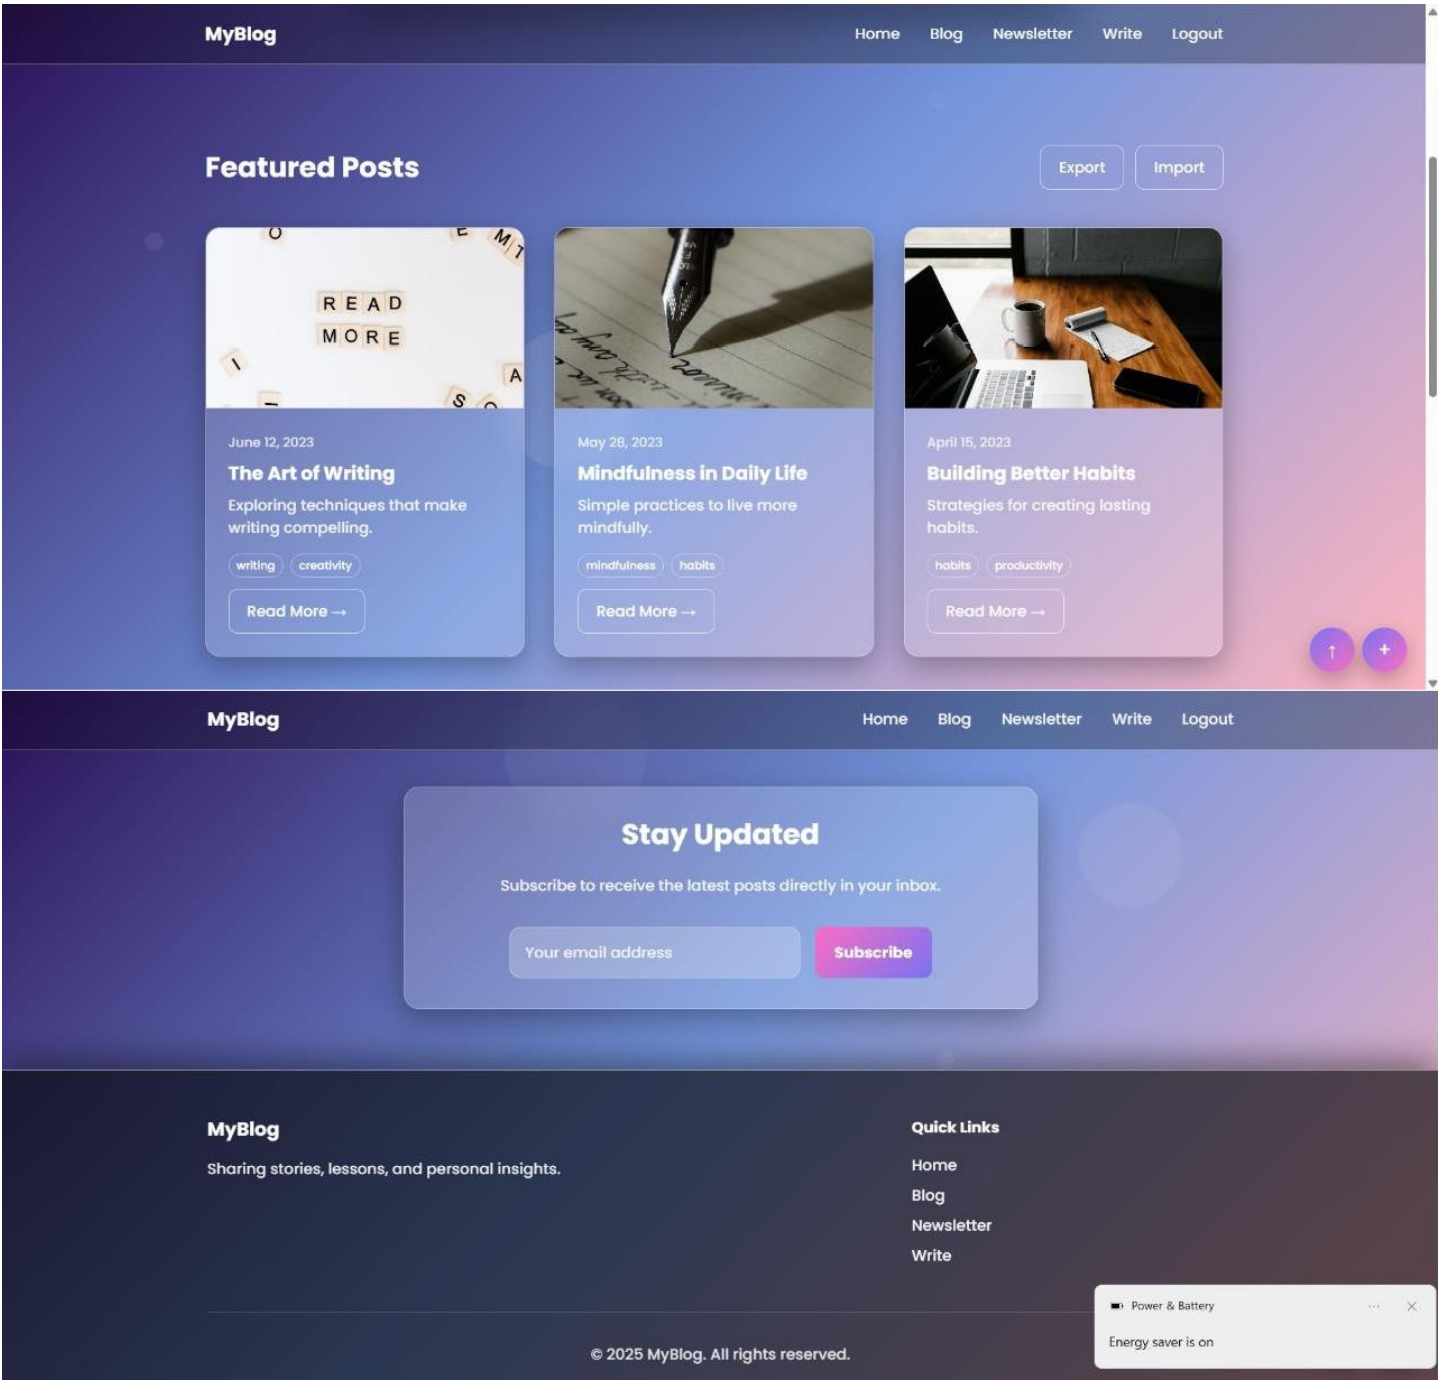 MyBlog
Home Blog Newsletter Write Logout
Featured Posts
Export Import
O E M T
READ
MORE
I A
I S O
June 12, 2023
The Art of Writing
Exploring techniques that make
writing compelling.
writing creativity
Read More →
May 28, 2023
Mindfulness in Daily Life
Simple practices to live more
mindfully.
mindfulness habits
Read More →
April 15, 2023
Building Better Habits
Strategies for creating lasting
habits.
habits productivity
Read More →
↑ +
MyBlog
Home Blog Newsletter Write Logout
Stay Updated
Subscribe to receive the latest posts directly in your inbox.
Your email address Subscribe
MyBlog
Sharing stories, lessons, and personal insights.
Quick Links
Home
Blog
Newsletter
Write
Power & Battery
Energy saver is on
© 2025 MyBlog. All rights reserved.